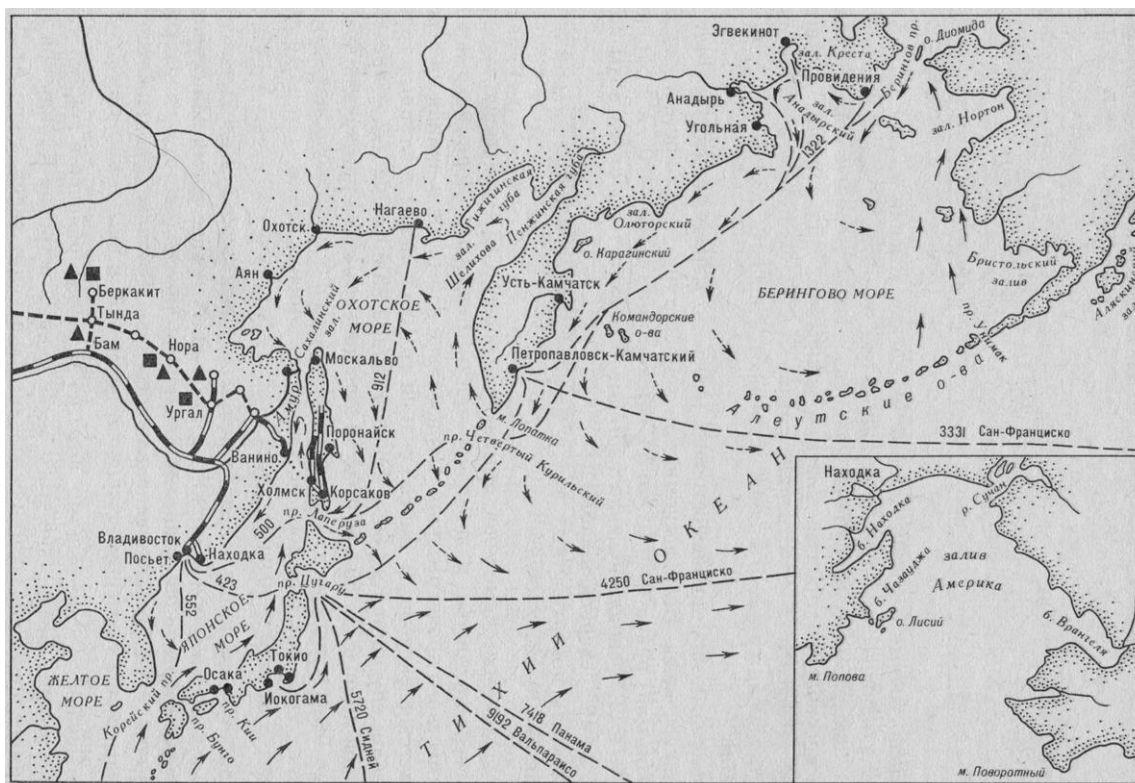 Эгвекинот
зал. Креста
Берингов пр.
о. Диомида
Провидения
Анадырь
зал.
Анадырский
Угольная
зал. Нортон
1322
Гижигинская
губа
Пенжинская губа
зал.
Шелихова
Нагаево
Охотск
зал.
Олюторский
о. Карагинский
Бристольский
залив
Аляскинский
зал.
Аян
ОХОТСКОЕ
МОРЕ
Усть-Камчатск
БЕРИНГОВО МОРЕ
пр. Унимак
Беркакит
Тында
Бам
Нора
Сахалинский
зал.
Командорские
о-ва
Москальво
912
Петропавловск-Камчатский
Алеутские о-ва
Ургал
Амур
м. Лопатка
3331 Сан-Франциско
Поронайск
пр. Четвертый Курильский
Ванино
Холмск
Корсаков
500
пр. Лаперуза
Владивосток
Посьет
Находка
423
пр. Цугару
4250 Сан-Франциско
552
ЯПОНСКОЕ
МОРЕ
ТИХИЙ ОКЕАН
Токио
Осака
Иокогама
ЖЕЛТОЕ
МОРЕ
Корейский пр.
пр. Кии
пр. Бунго
5720 Сидней
7418 Панама
9192 Вальпараисо
Находка
б. Находка
р. Сучан
залив
Америка
б. Чазауджа
о. Лисий
б. Врангеля
м. Попова
м. Поворотный